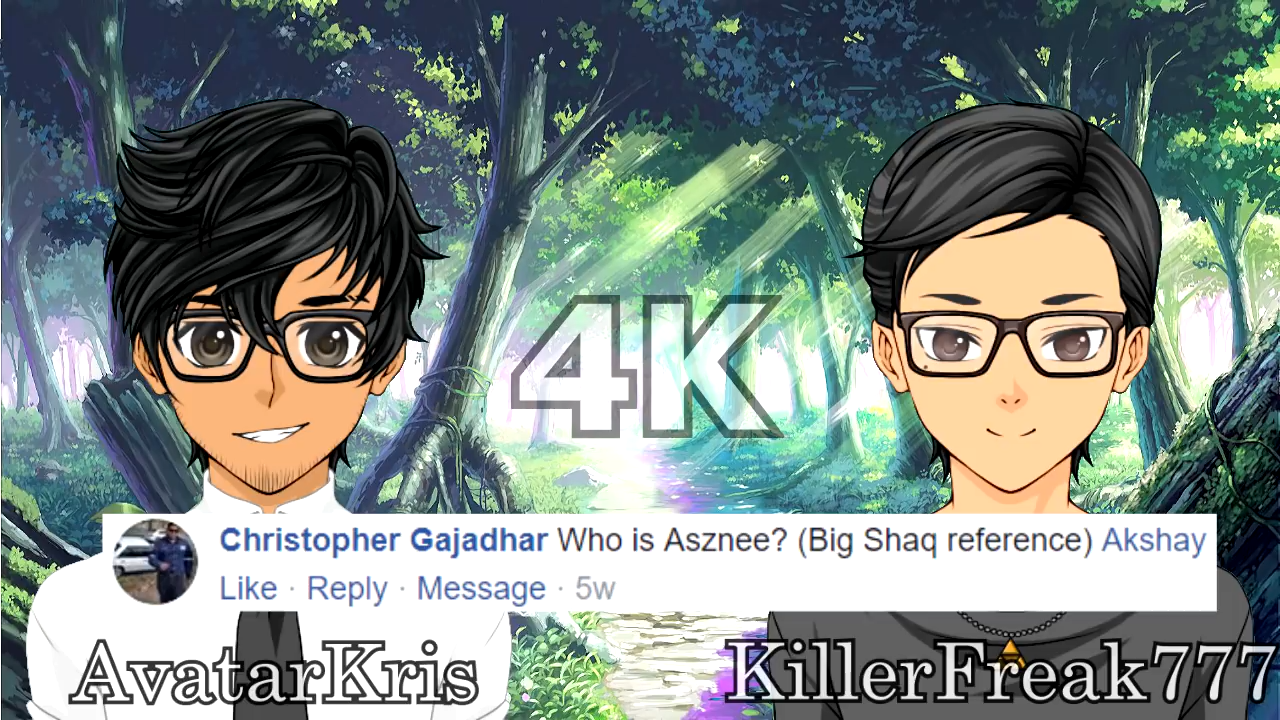 4K
Christopher Gajadhar Who is Asznee? (Big Shaq reference) Akshay
Like · Reply · Message · 5w
AvatarKris KillerFreak777